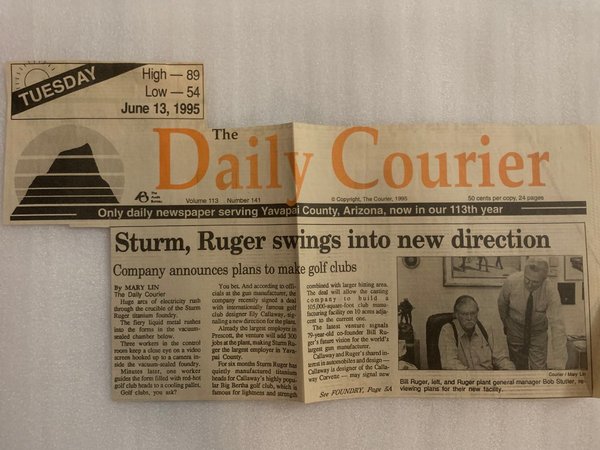 TUESDAY
High — 89
Low — 54
June 13, 1995
The
Daily Courier
Volume 113 Number 141
© Copyright, The Courier, 1995
50 cents per copy, 24 pages
Only daily newspaper serving Yavapai County, Arizona, now in our 113th year
Sturm, Ruger swings into new direction
Company announces plans to make golf clubs
By MARY LIN
The Daily Courier
Huge arcs of electricity rush
through the crucible of the Sturm
Ruger titanium foundry.
The fiery liquid metal rushes
into the forms in the vacuum-
sealed chamber below.
Three workers in the control
room keep a close eye on a video
screen hooked up to a camera in-
side the vacuum-sealed foundry.
Minutes later, one worker
guides the form filled with red-hot
golf club heads to a cooling pallet.
Golf clubs, you ask?
You bet. And according to offi-
cials at the gun manufacturer, the
company recently signed a deal
with internationally famous golf
club designer Ely Callaway, sig-
naling a new direction for the plant.
Already the largest employer in
Prescott, the venture will add 300
jobs at the plant, making Sturm Ru-
ger the largest employer in Yava-
pai County.
For six months Sturm Ruger has
quietly manufactured titanium
heads for Callaway's highly popu-
lar Big Bertha golf club, which is
famous for lightness and strength
combined with larger hitting area.
The deal will allow the casting
company to build a
105,000-square-foot club manu-
facturing facility on 10 acres adja-
cent to the current one.
The latest venture signals
79-year-old co-founder Bill Ru-
ger's future vision for the world's
largest gun manufacturer.
Callaway and Ruger's shared in-
terest in automobiles and design —
Callaway is designer of the Calla-
way Corvette — may signal new
See FOUNDRY, Page 5A
Courier / Mary Lin
Bill Ruger, left, and Ruger plant general manager Bob Stutler, re-
viewing plans for their new facility.